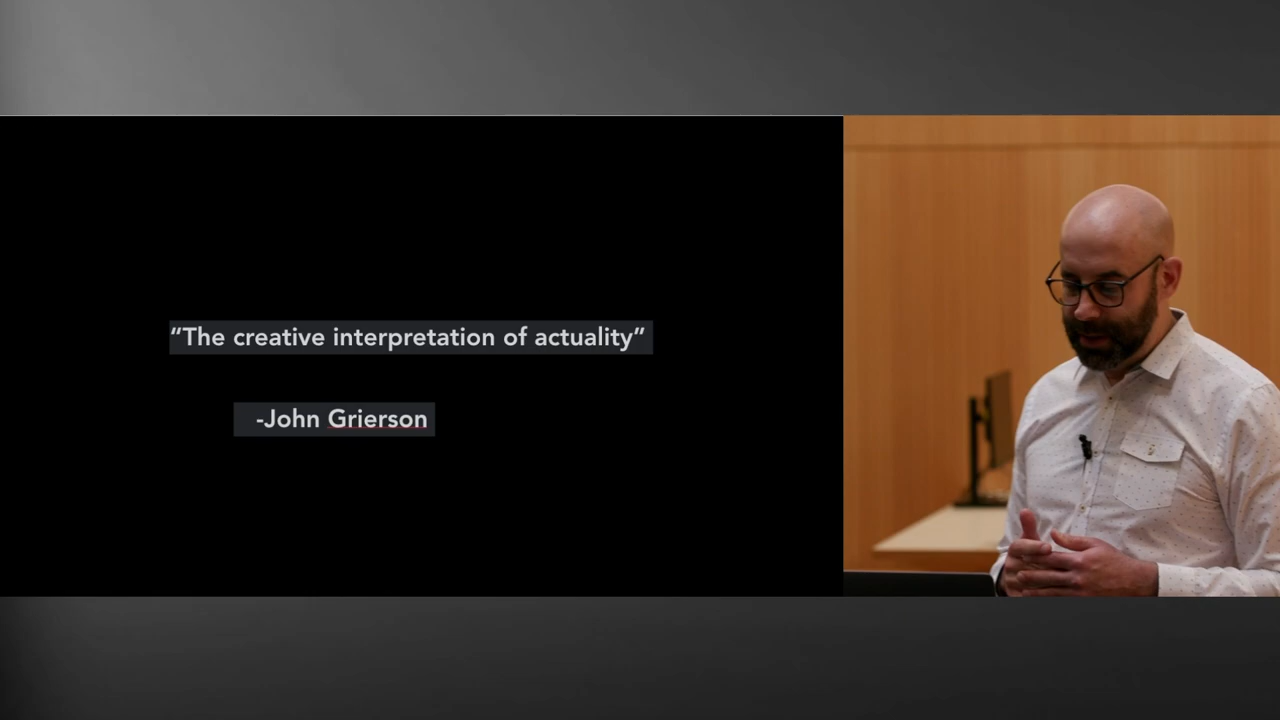 “The creative interpretation of actuality”
-John Grierson